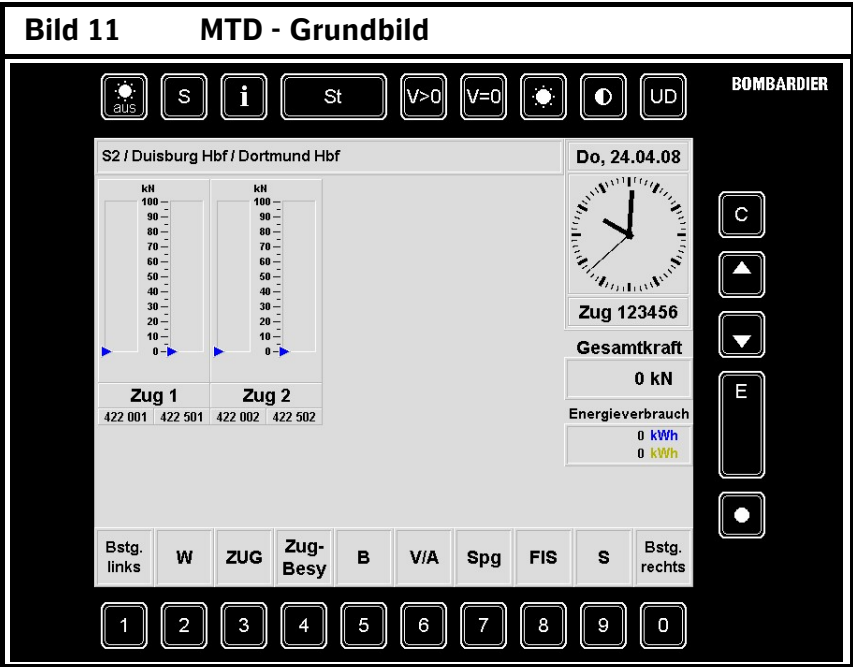 Bild 11 MTD - Grundbild
BOMBARDIER
aus S i St V>0 V=0 UD
S2 / Duisburg Hbf / Dortmund Hbf
Do, 24.04.08
kN kN
100 100
90 90
80 80
70 70
60 60
50 50
40 40
30 30
20 20
10 10
0 0
Zug 1 Zug 2
422 001 422 501 422 002 422 502
Zug 123456
Gesamtkraft
0 kN
Energieverbrauch
0 kWh
0 kWh
C
E
Bstg. links W ZUG Zug-Besy B V/A Spg FIS S Bstg. rechts
1 2 3 4 5 6 7 8 9 0